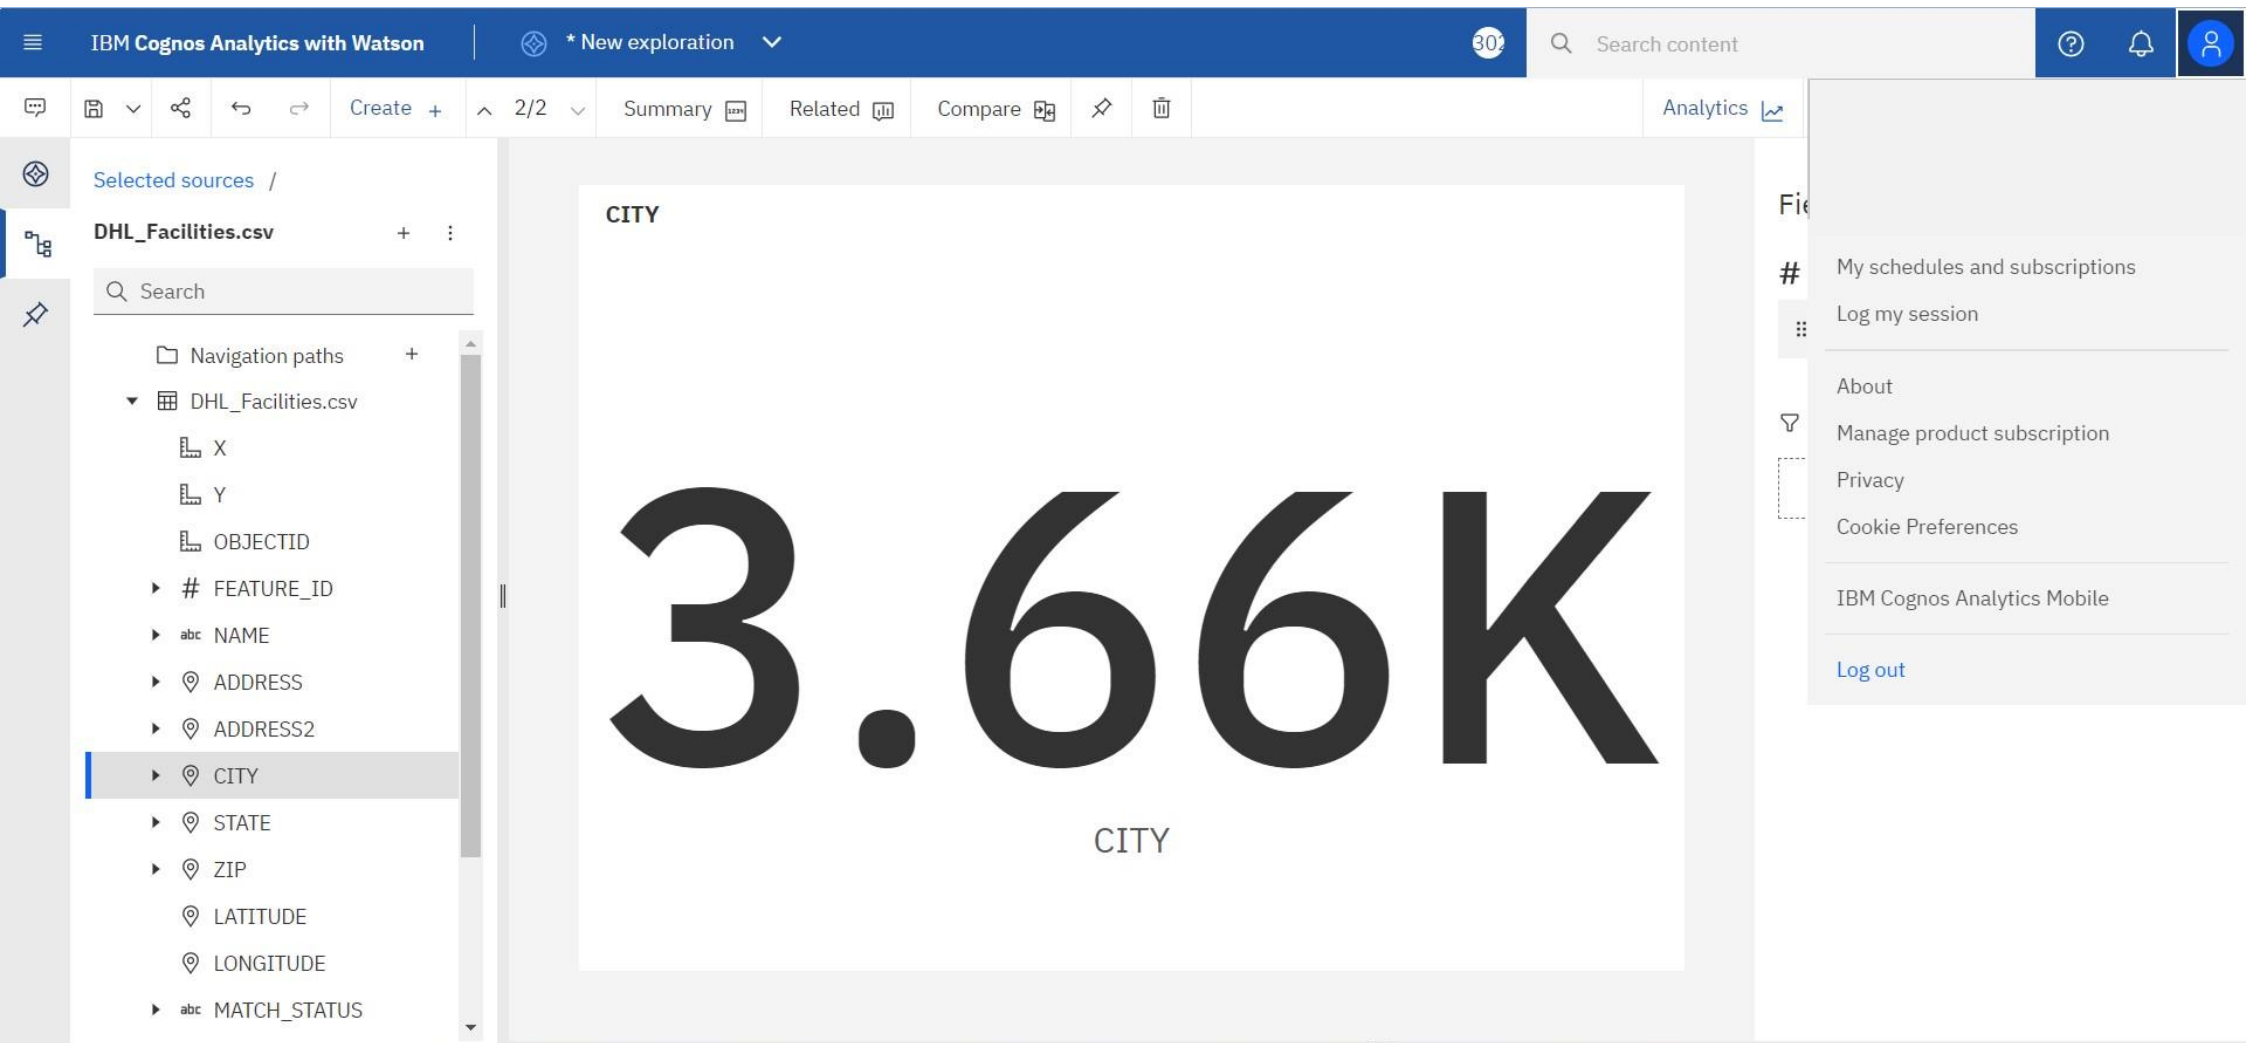 IBM Cognos Analytics with Watson
* New exploration
302
Search content
Create +
2/2
Summary
Related
Compare
Analytics
Selected sources /
DHL_Facilities.csv
Search
Navigation paths
DHL_Facilities.csv
X
Y
OBJECTID
# FEATURE_ID
abc NAME
ADDRESS
ADDRESS2
CITY
STATE
ZIP
LATITUDE
LONGITUDE
abc MATCH_STATUS
CITY
3.66K
CITY
#
My schedules and subscriptions
Log my session
About
Manage product subscription
Privacy
Cookie Preferences
IBM Cognos Analytics Mobile
Log out